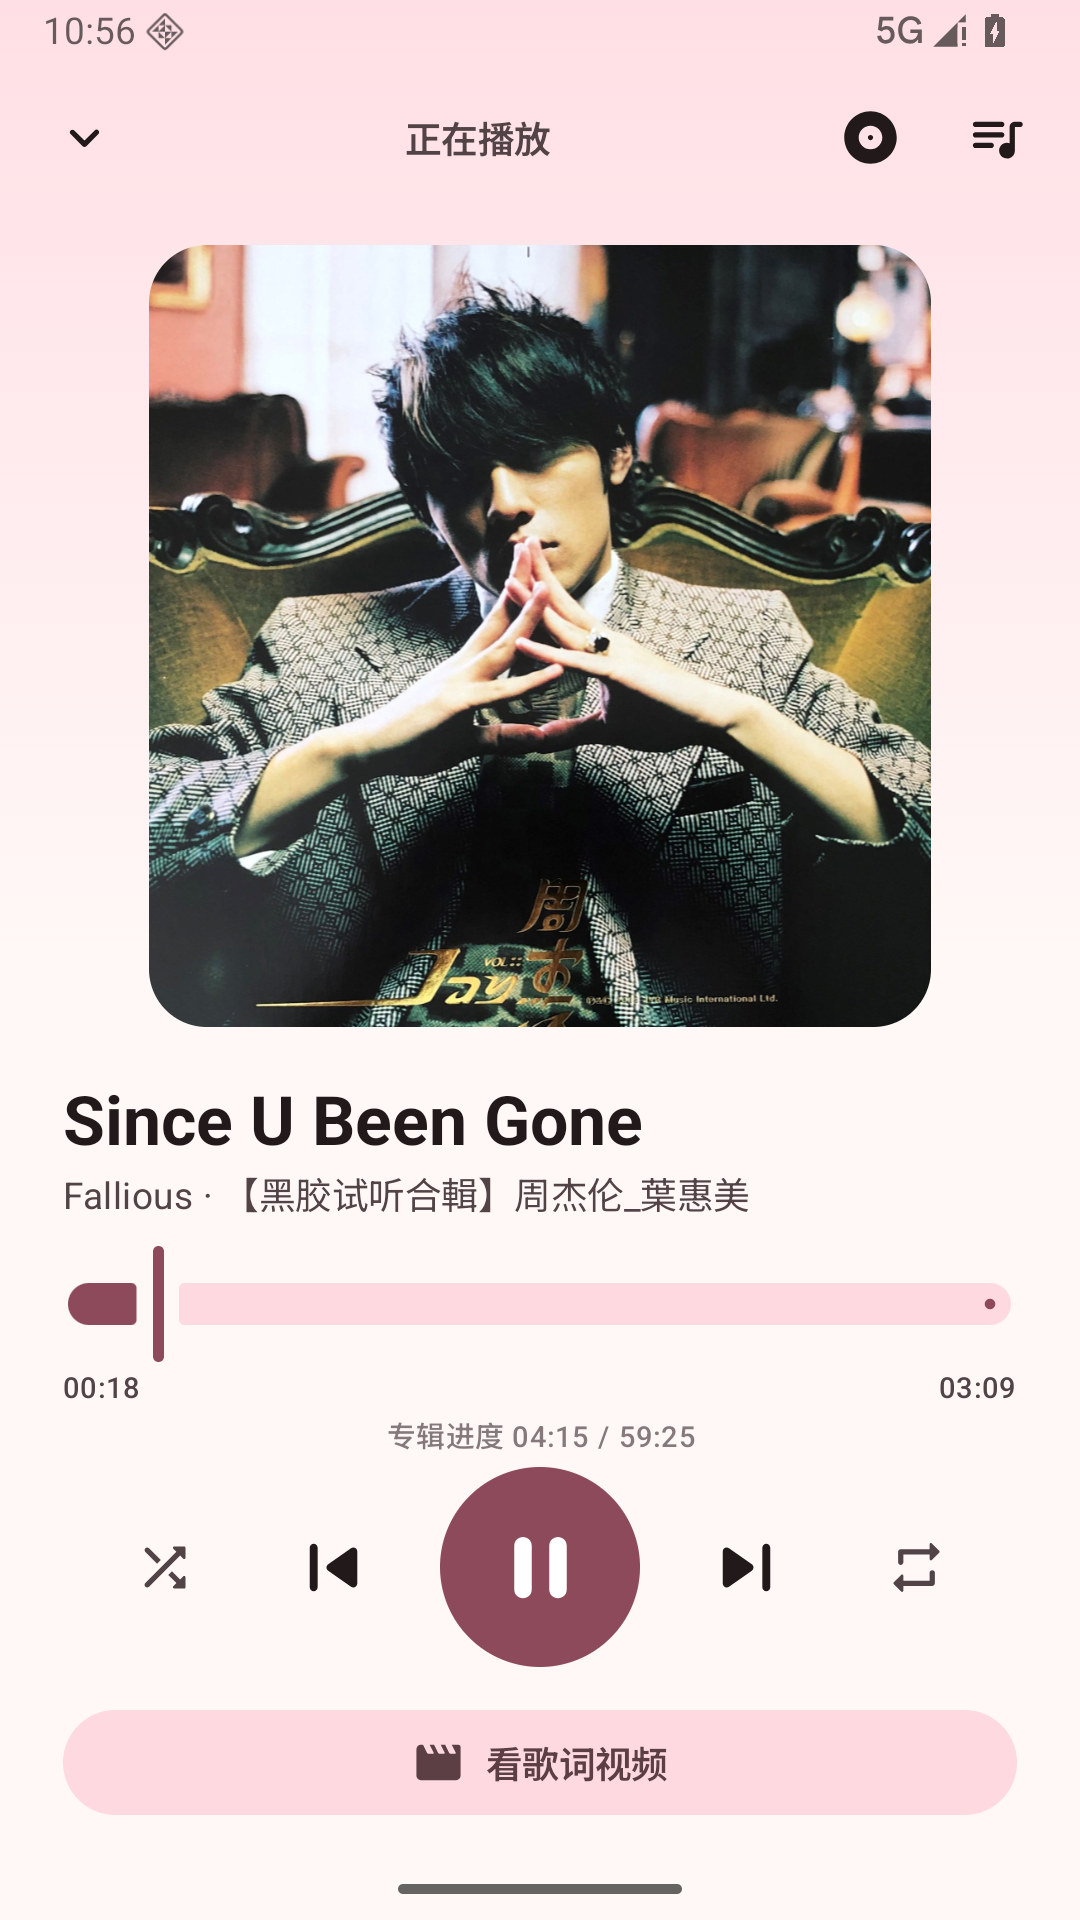 10:56
5G
正在播放
周
杰
Jay
VOL
Music International Ltd.
Since U Been Gone
Fallious · 【黑胶试听合輯】周杰伦_葉惠美
00:18
03:09
专辑进度 04:15 / 59:25
看歌词视频